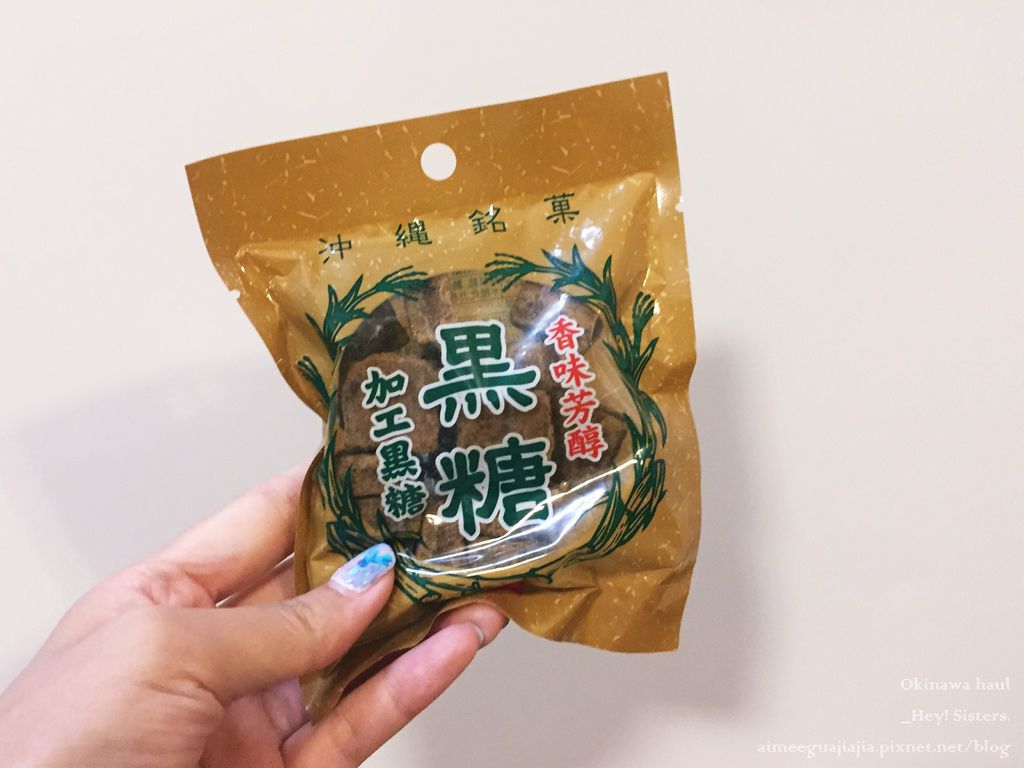 沖縄銘菓
黒糖
香味芳醇
加工黒糖
Okinawa haul
_Hey! Sisters.
aimeeguajiajia.pixnet.net/blog